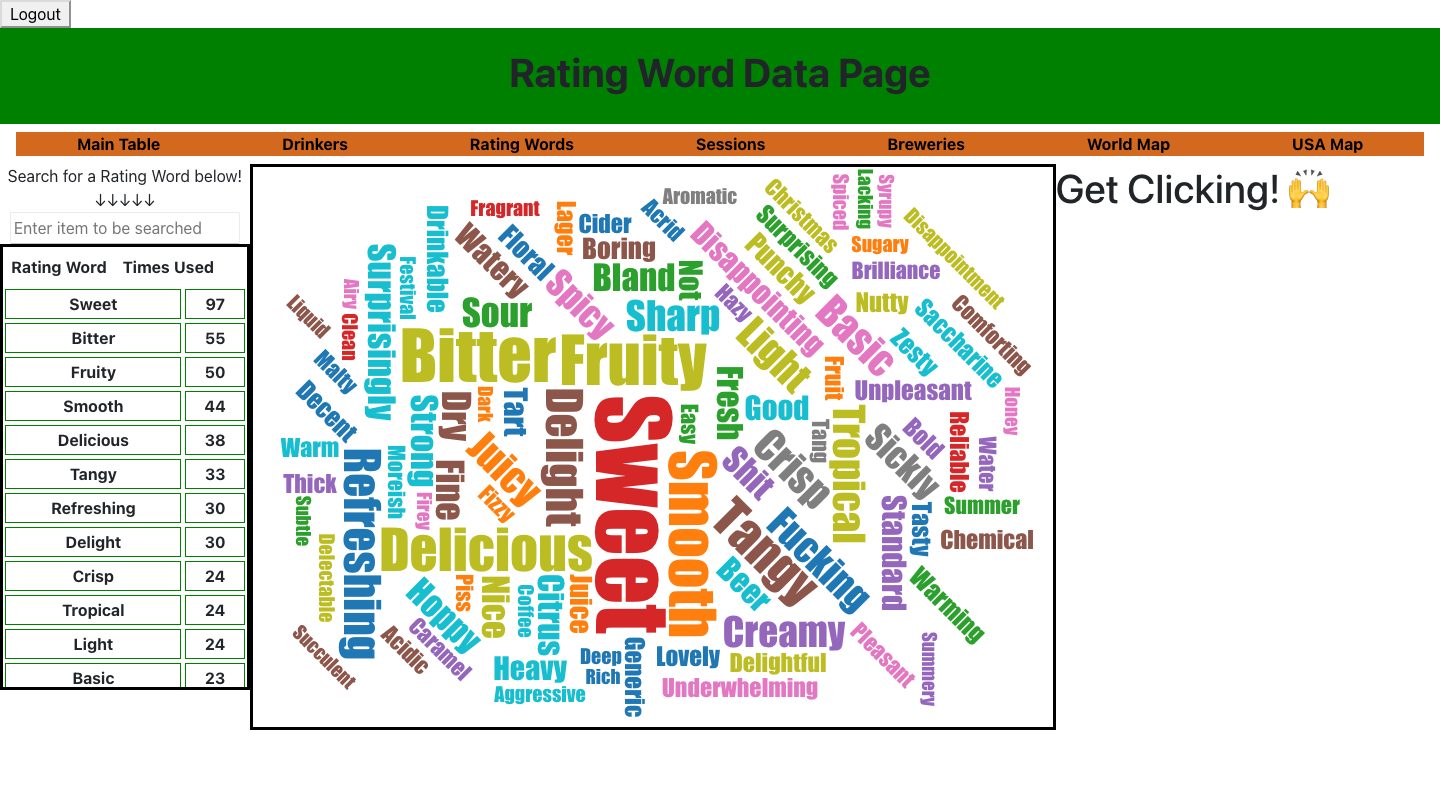 Logout
Rating Word Data Page
Main Table Drinkers Rating Words Sessions Breweries World Map USA Map
Search for a Rating Word below!
↓↓↓↓↓
Enter item to be searched
Rating Word Times Used
Sweet 97
Bitter 55
Fruity 50
Smooth 44
Delicious 38
Tangy 33
Refreshing 30
Delight 30
Crisp 24
Tropical 24
Light 24
Basic 23
Aromatic
Christmas
Spiced
Lacking
Syrupy
Fragrant
Lager
Cider
Acrid
Surprising
Disappointment
Drinkable
Watery
Floral
Boring
Disappointing
Punchy
Sugary
Surprisingly
Festival
Spicy
Bland
Not
Brilliance
Liquid
Airy
Clean
Sour
Sharp
Hazy
Light
Basic
Nutty
Saccharine
Comforting
Zesty
Malty
Bitter
Fruity
Fruit
Unpleasant
Decent
Strong
Dry
Dark
Tart
Delight
Sweet
Easy
Fresh
Good
Tang
Tropical
Honey
Warm
Moreish
Juicy
Crisp
Sickly
Bold
Reliable
Water
Thick
Refreshing
Firey
Fine
Fizzy
Smooth
Shit
Subtle
Tangy
Fucking
Standard
Tasty
Summer
Chemical
Delectable
Delicious
Beer
Warming
Hoppy
Piss
Nice
Coffee
Citrus
Juice
Creamy
Succulent
Acidic
Caramel
Heavy
Deep
Rich
Generic
Lovely
Delightful
Pleasant
Summery
Aggressive
Underwhelming
Get Clicking! 🙌